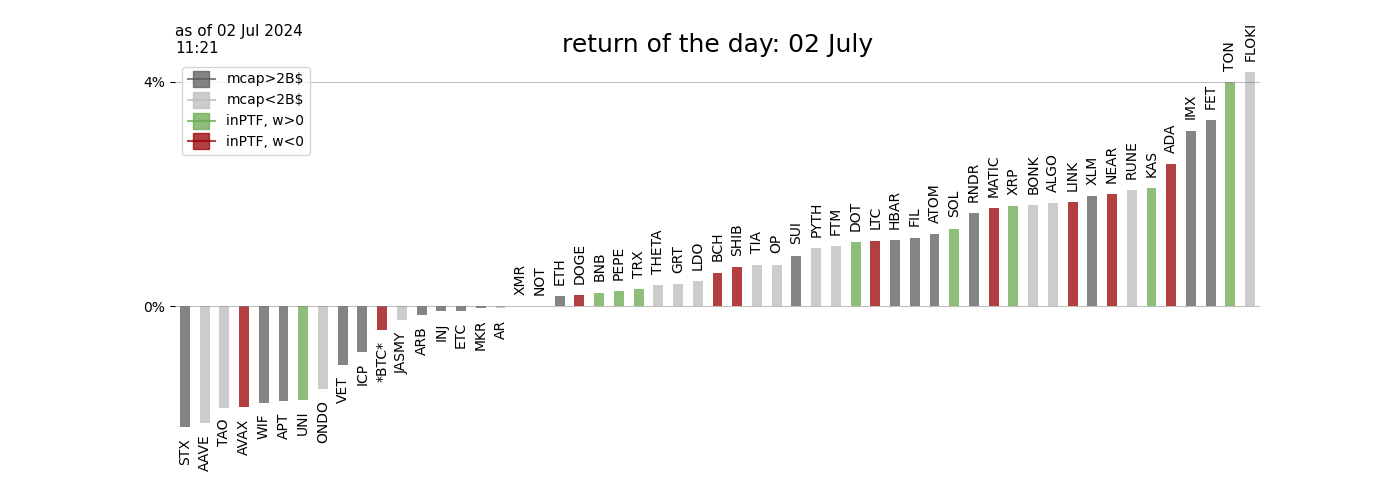 as of 02 Jul 2024
11:21
return of the day: 02 July
mcap>2B$
mcap<2B$
inPTF, w>0
inPTF, w<0
4%
0%
STX
AAVE
TAO
AVAX
WIF
APT
UNI
ONDO
VET
ICP
*BTC*
JASMY
ARB
INJ
ETC
MKR
AR
XMR
NOT
ETH
DOGE
BNB
PEPE
TRX
THETA
GRT
LDO
BCH
SHIB
TIA
OP
SUI
PYTH
FTM
DOT
LTC
HBAR
FIL
ATOM
SOL
RNDR
MATIC
XRP
BONK
ALGO
LINK
XLM
NEAR
RUNE
KAS
ADA
IMX
FET
TON
FLOKI